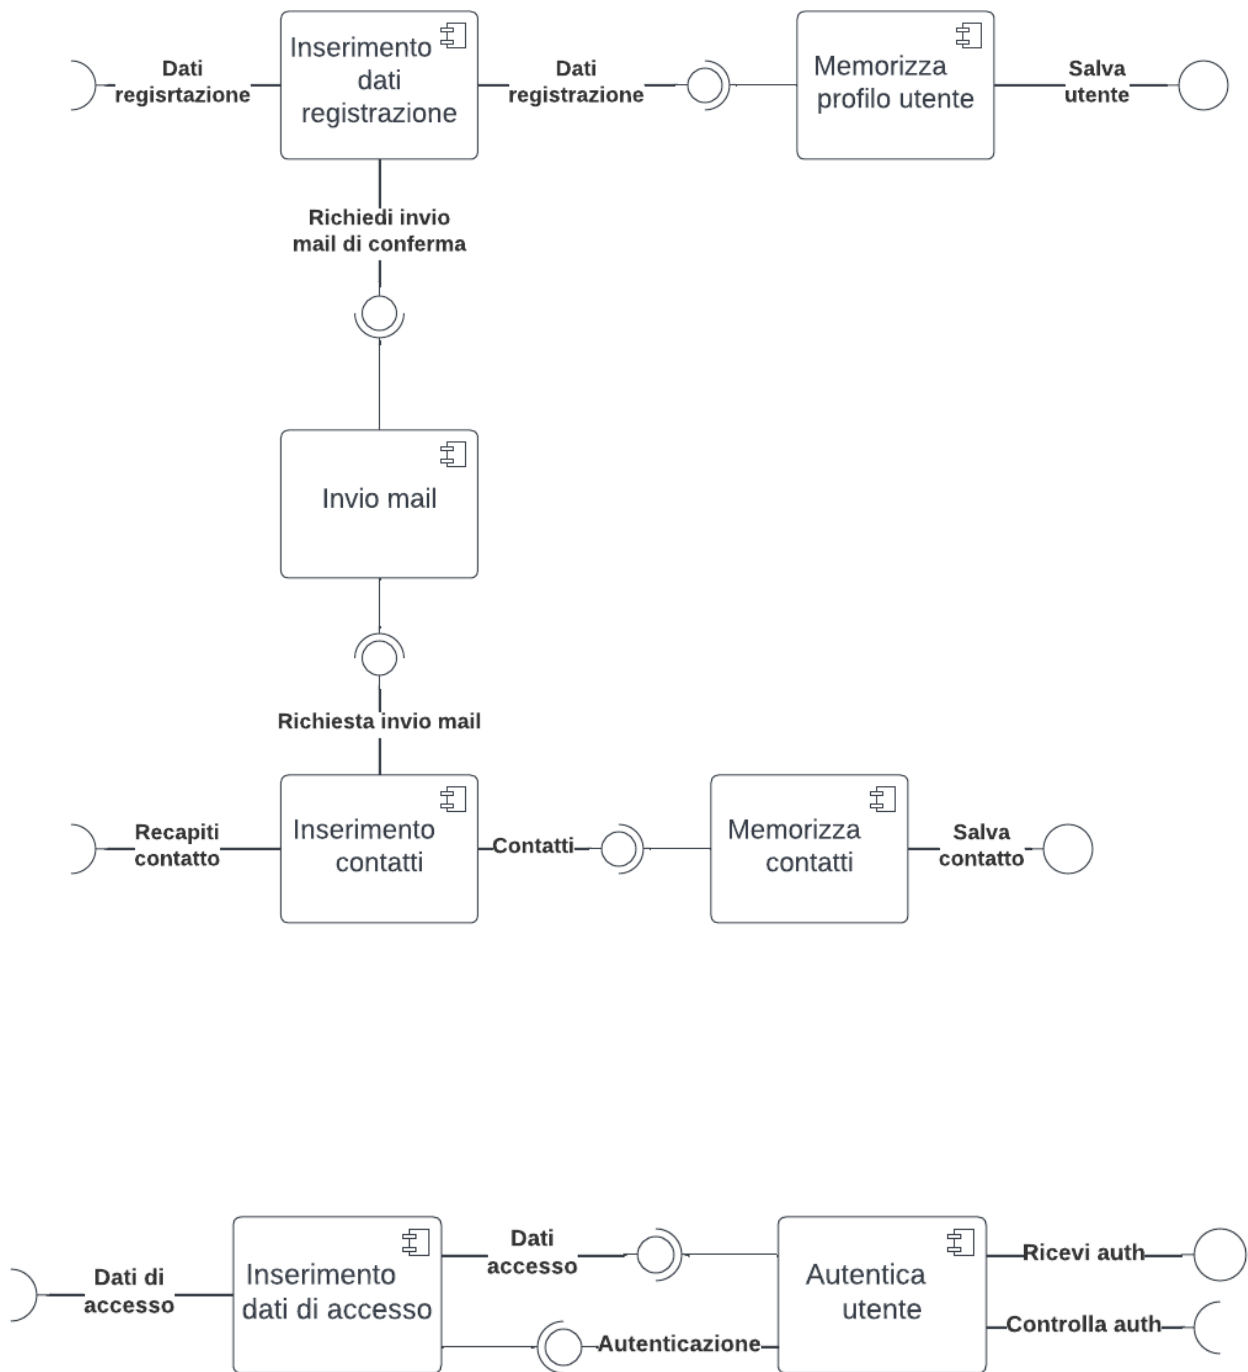 Inserimento
dati
registrazione
Dati
regisrtazione
Dati
registrazione
Memorizza
profilo utente
Salva
utente
Richiedi invio
mail di conferma
Invio mail
Richiesta invio mail
Recapiti
contatto
Inserimento
contatti
Contatti
Memorizza
contatti
Salva
contatto
Dati di
accesso
Inserimento
dati di accesso
Dati
accesso
Autenticazione
Autentica
utente
Ricevi auth
Controlla auth